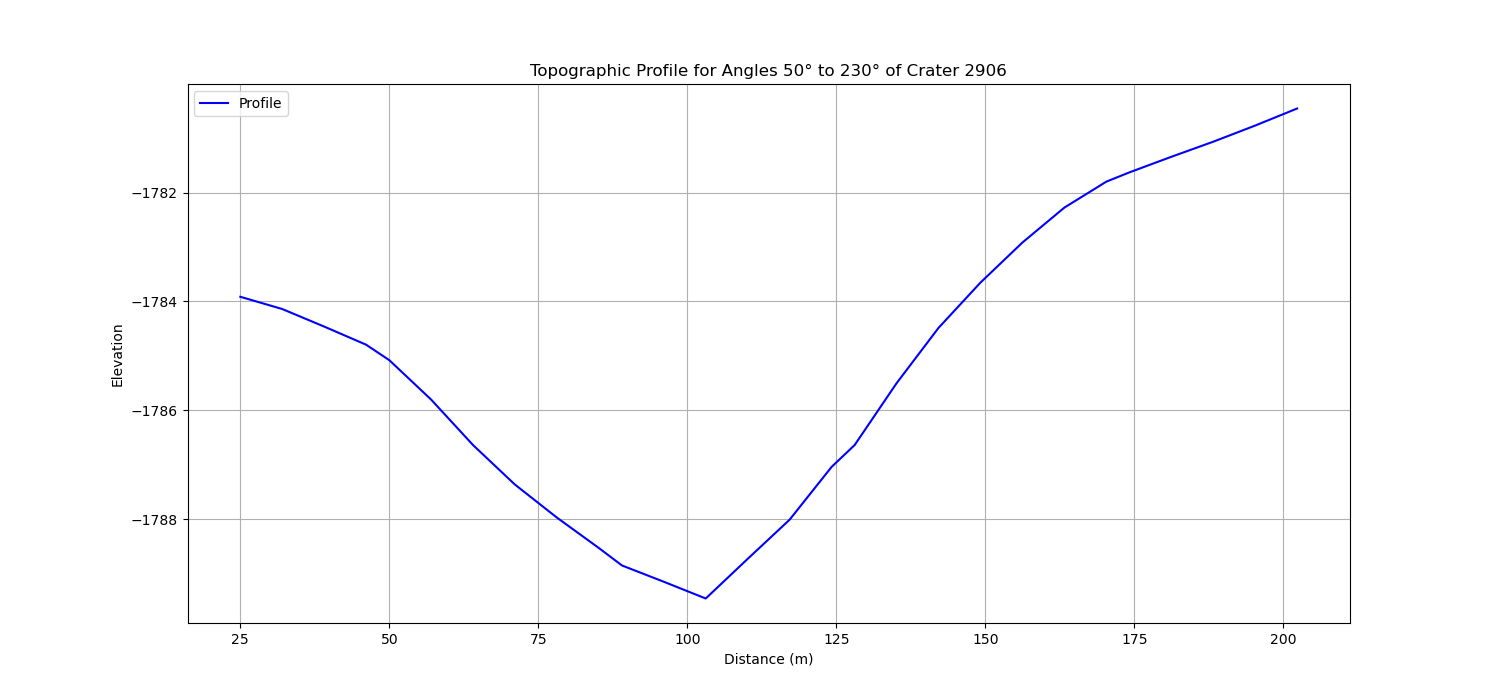 Topographic Profile for Angles 50° to 230° of Crater 2906
Profile
−1782
−1784
−1786
−1788
Elevation
25 50 75 100 125 150 175 200
Distance (m)